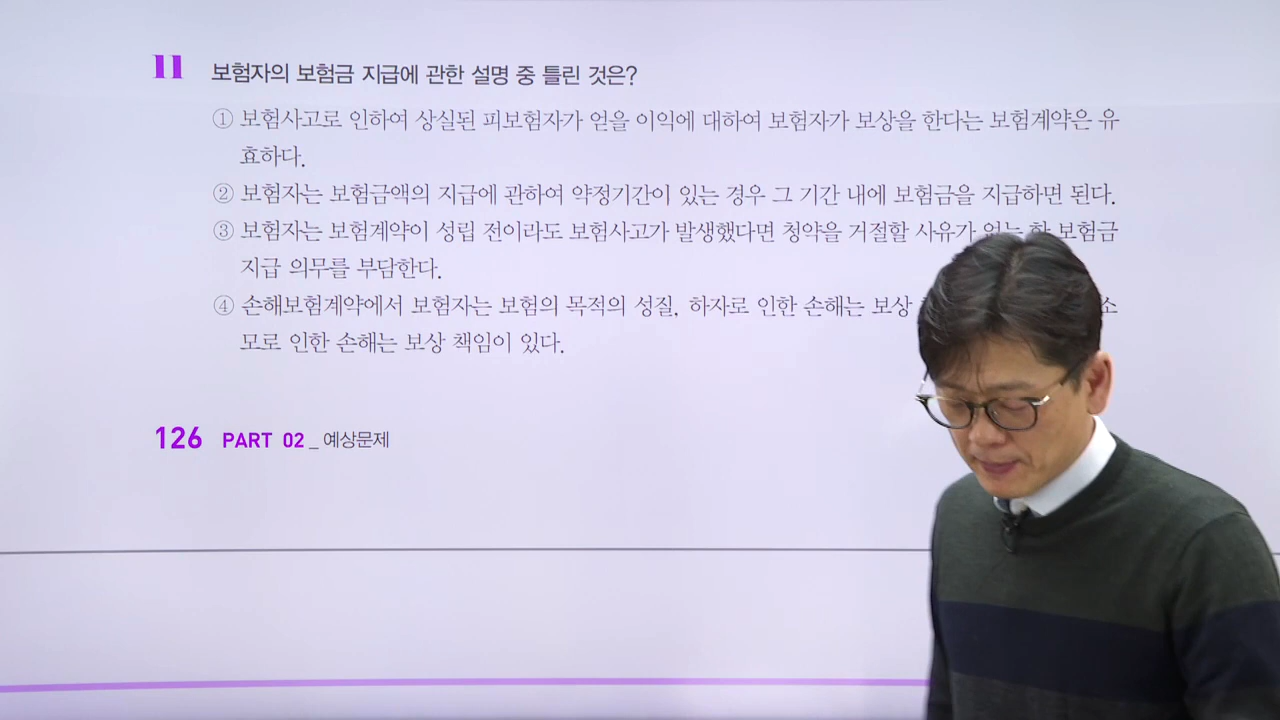 11 보험자의 보험금 지급에 관한 설명 중 틀린 것은?
① 보험사고로 인하여 상실된 피보험자가 얻을 이익에 대하여 보험자가 보상을 한다는 보험계약은 유
효하다.
② 보험자는 보험금액의 지급에 관하여 약정기간이 있는 경우 그 기간 내에 보험금을 지급하면 된다.
③ 보험자는 보험계약이 성립 전이라도 보험사고가 발생했다면 청약을 거절할 사유가 없는 한 보험금
지급 의무를 부담한다.
④ 손해보험계약에서 보험자는 보험의 목적의 성질, 하자로 인한 손해는 보상 소
모로 인한 손해는 보상 책임이 있다.
126 PART 02 _ 예상문제